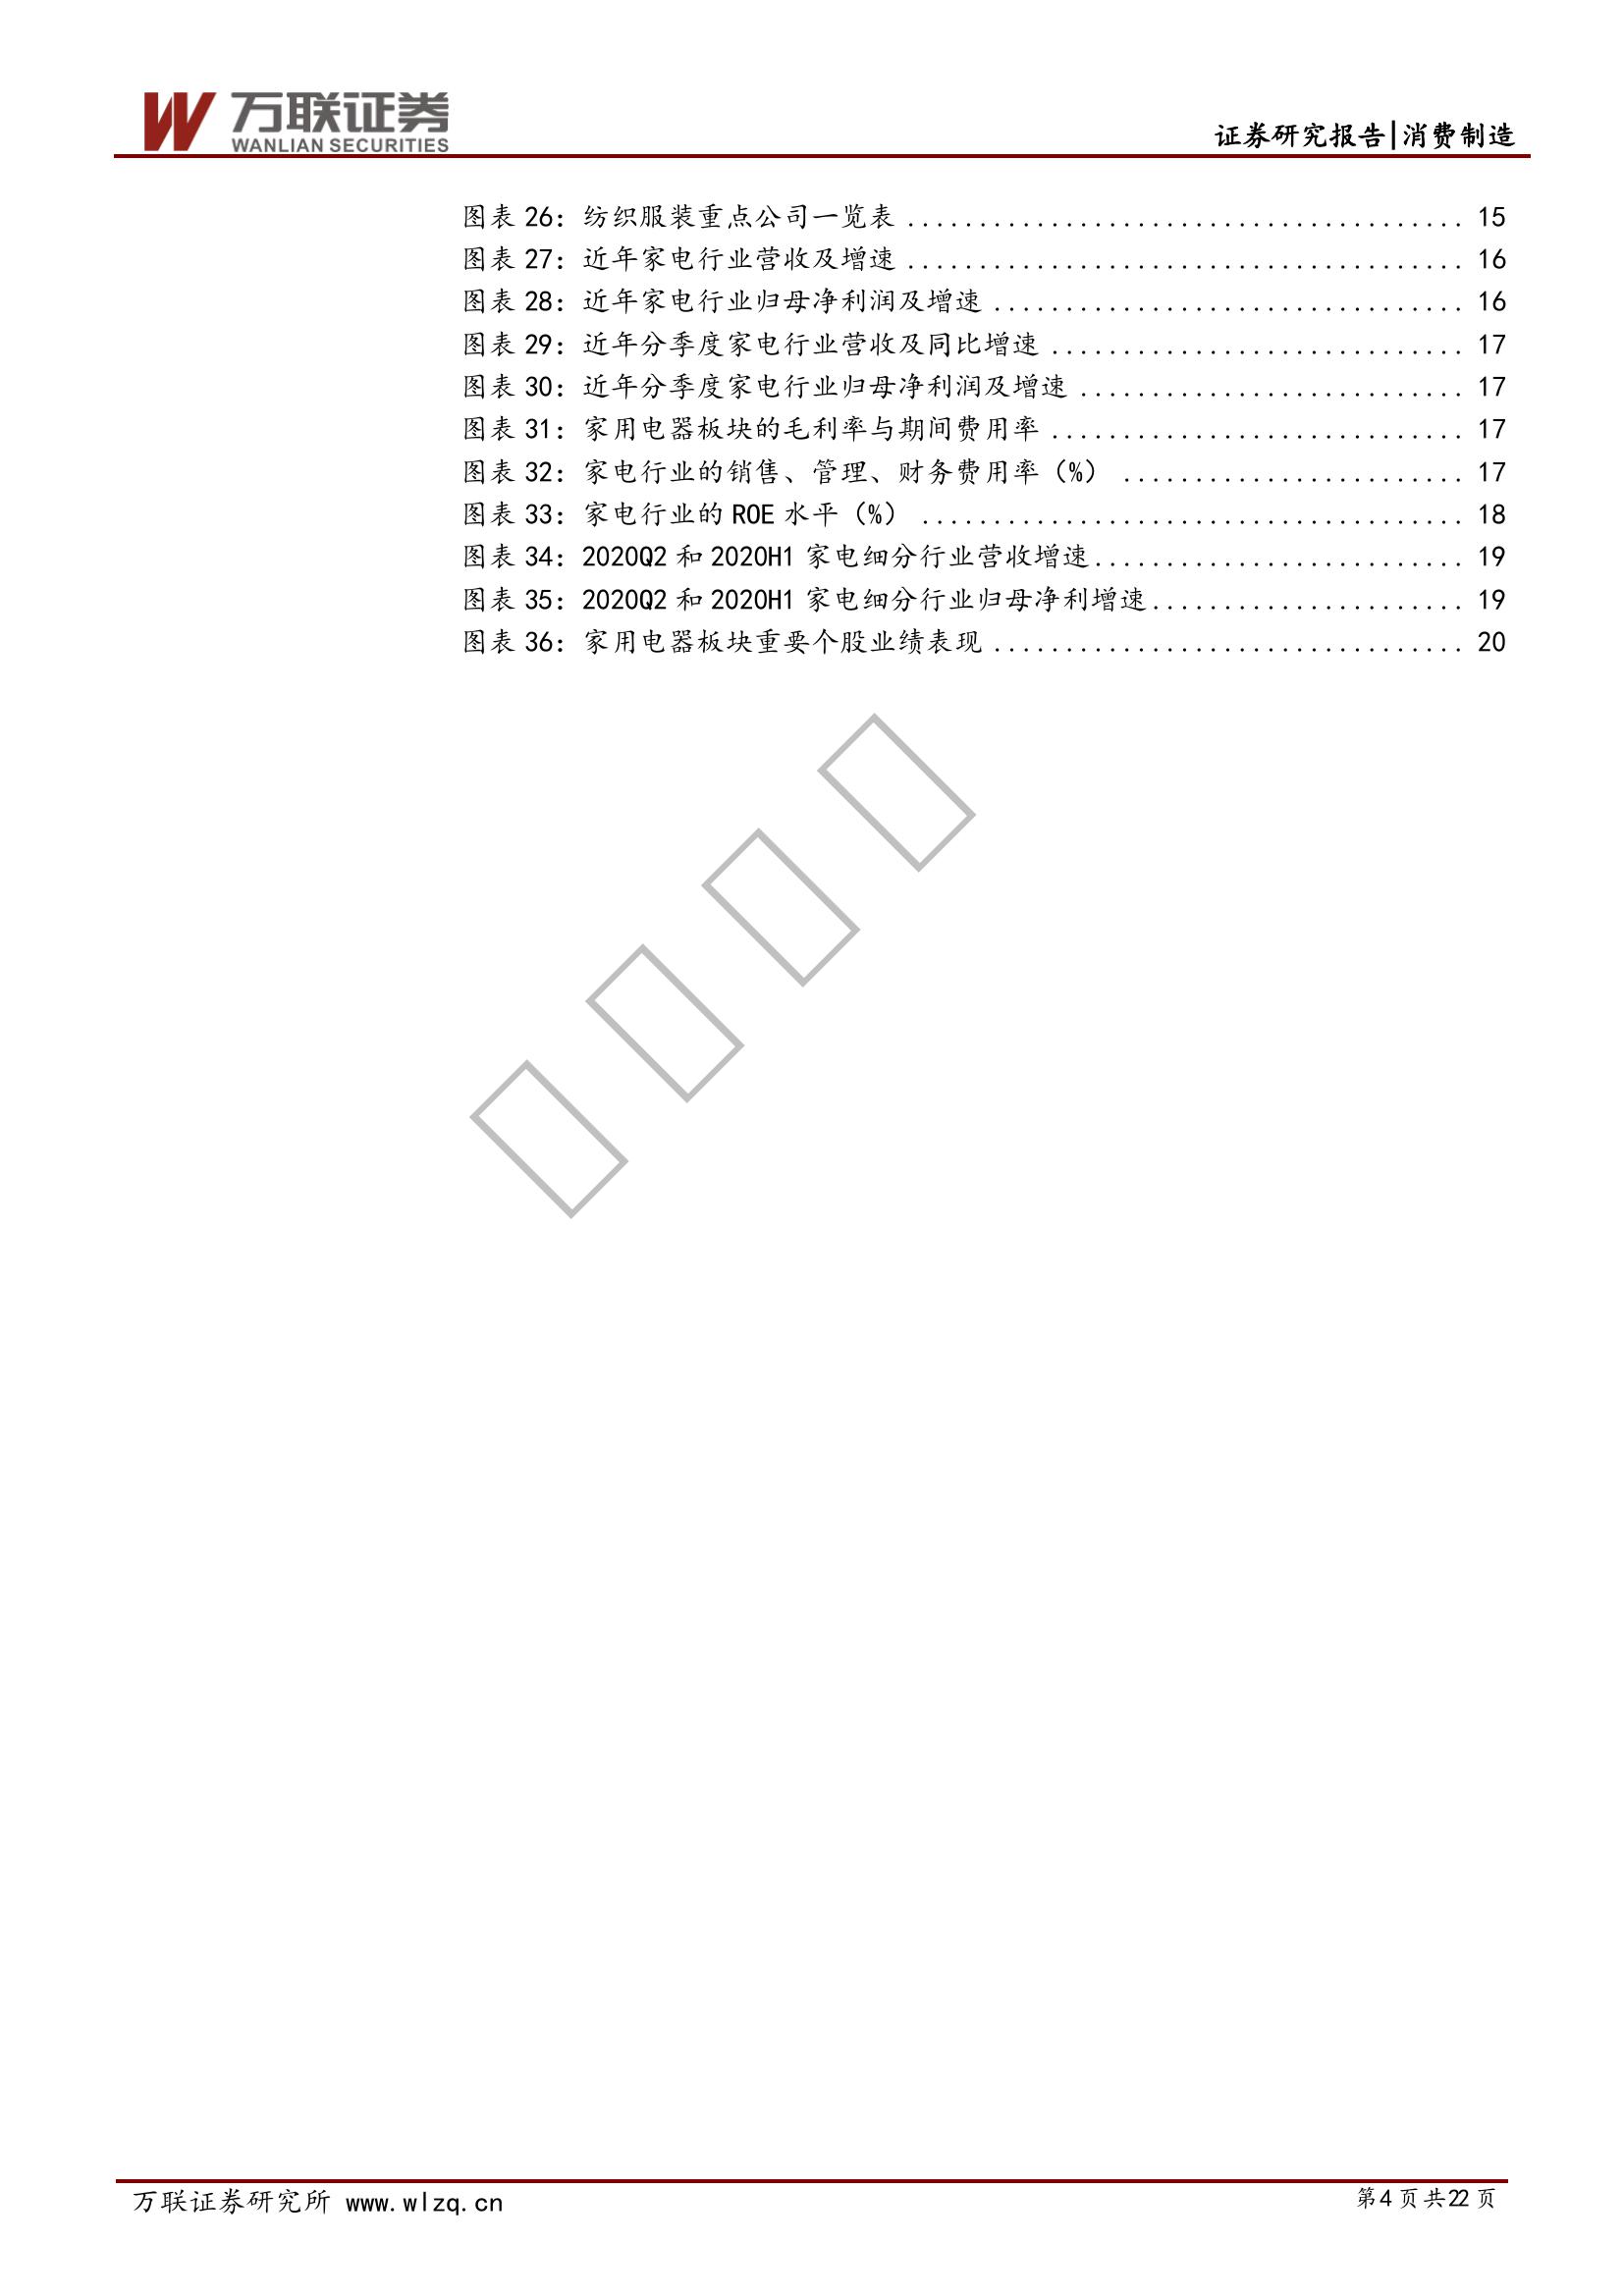 万联证券
WANLIAN SECURITIES
证券研究报告|消费制造
图表 26：纺织服装重点公司一览表 ....................................... 15
图表 27：近年家电行业营收及增速 ....................................... 16
图表 28：近年家电行业归母净利润及增速 ................................. 16
图表 29：近年分季度家电行业营收及同比增速 ............................. 17
图表 30：近年分季度家电行业归母净利润及增速 ........................... 17
图表 31：家用电器板块的毛利率与期间费用率 ............................. 17
图表 32：家电行业的销售、管理、财务费用率（%） ........................ 17
图表 33：家电行业的 ROE 水平（%） ...................................... 18
图表 34：2020Q2 和 2020H1 家电细分行业营收增速.......................... 19
图表 35：2020Q2 和 2020H1 家电细分行业归母净利增速...................... 19
图表 36：家用电器板块重要个股业绩表现 ................................. 20
万联证券研究所 www.wlzq.cn
第4 页 共22 页